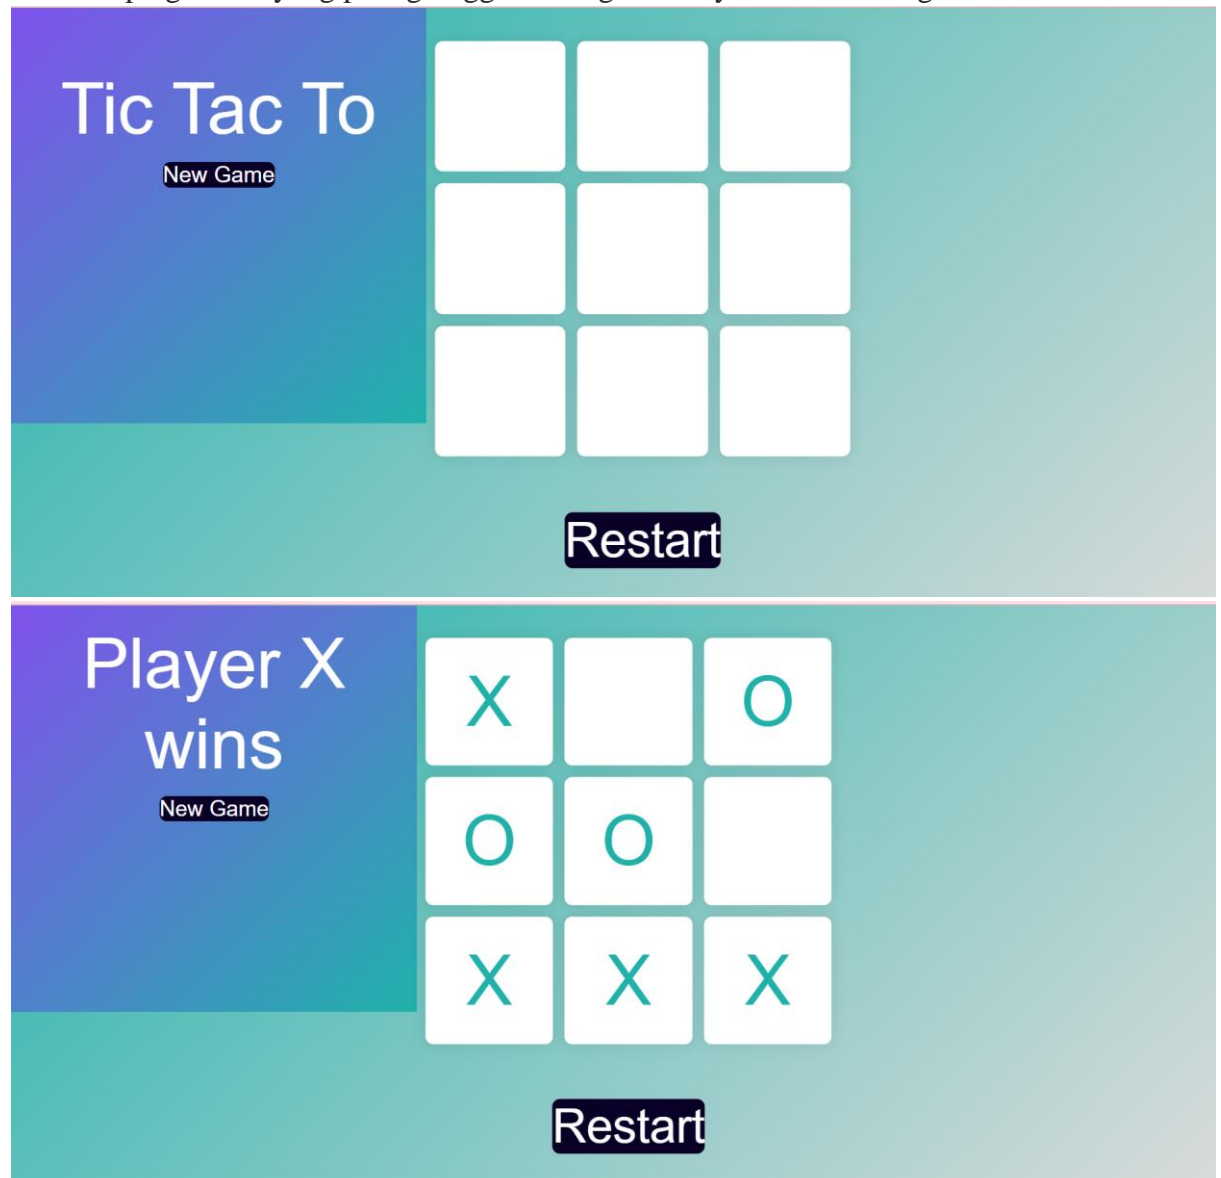 Tic Tac To
New Game
Restart
Player X
wins
New Game
X O
O O
X X X
Restart